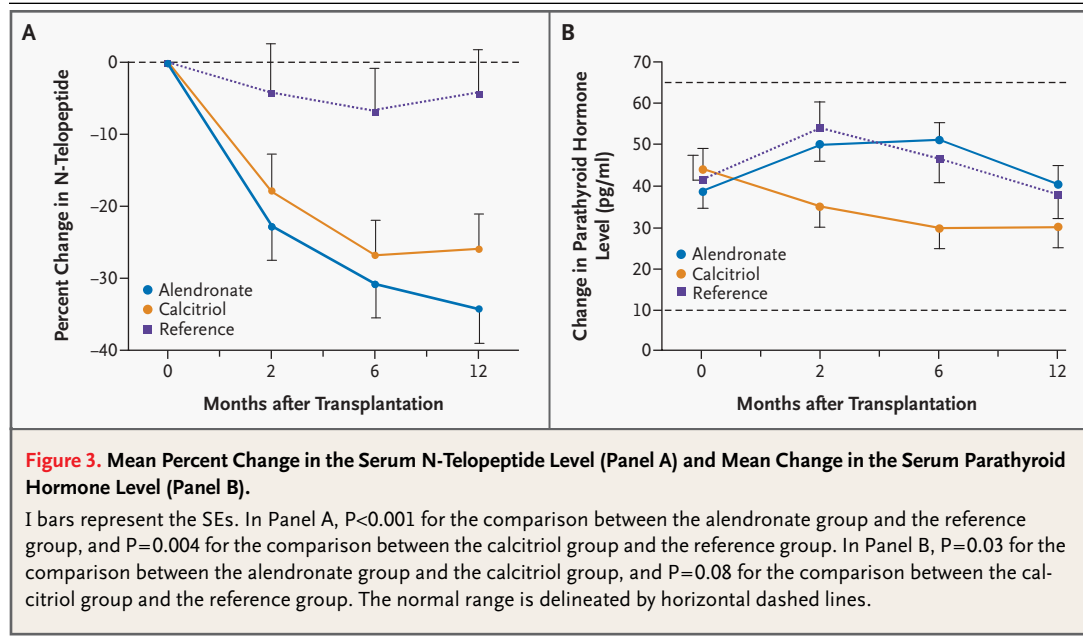 A
Percent Change in N-Telopeptide
0
–10
–20
–30
–40
Alendronate
Calcitriol
Reference
0 2 6 12
Months after Transplantation
B
Change in Parathyroid Hormone
Level (pg/ml)
70
60
50
40
30
20
10
0
Alendronate
Calcitriol
Reference
0 2 6 12
Months after Transplantation
Figure 3. Mean Percent Change in the Serum N-Telopeptide Level (Panel A) and Mean Change in the Serum Parathyroid
Hormone Level (Panel B).
I bars represent the SEs. In Panel A, P<0.001 for the comparison between the alendronate group and the reference
group, and P=0.004 for the comparison between the calcitriol group and the reference group. In Panel B, P=0.03 for the
comparison between the alendronate group and the calcitriol group, and P=0.08 for the comparison between the cal-
citriol group and the reference group. The normal range is delineated by horizontal dashed lines.